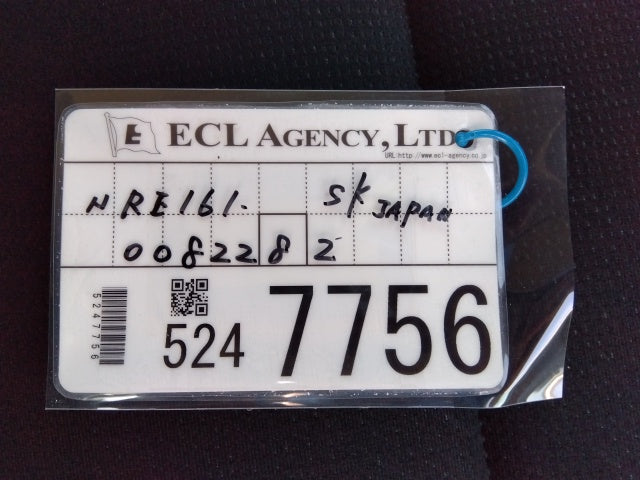 E ECL AGENCY, LTD.
URL:http://www.ecl-agency.co.jp
NRE161- SK JAPAN
0082282
5247756
524 7756